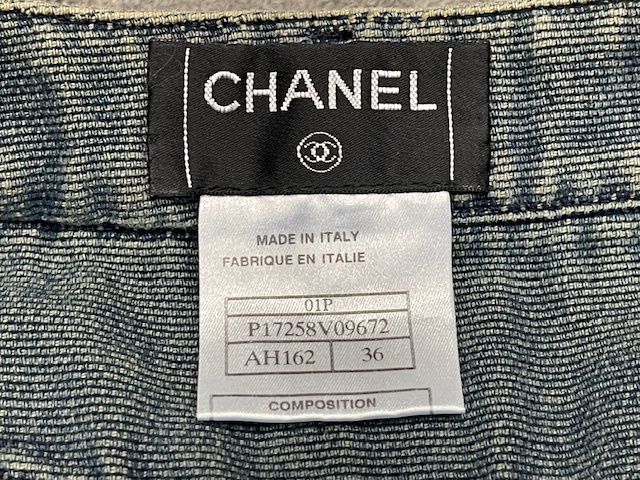 CHANEL
MADE IN ITALY
FABRIQUE EN ITALIE
01P
P17258V09672
AH162 36
COMPOSITION